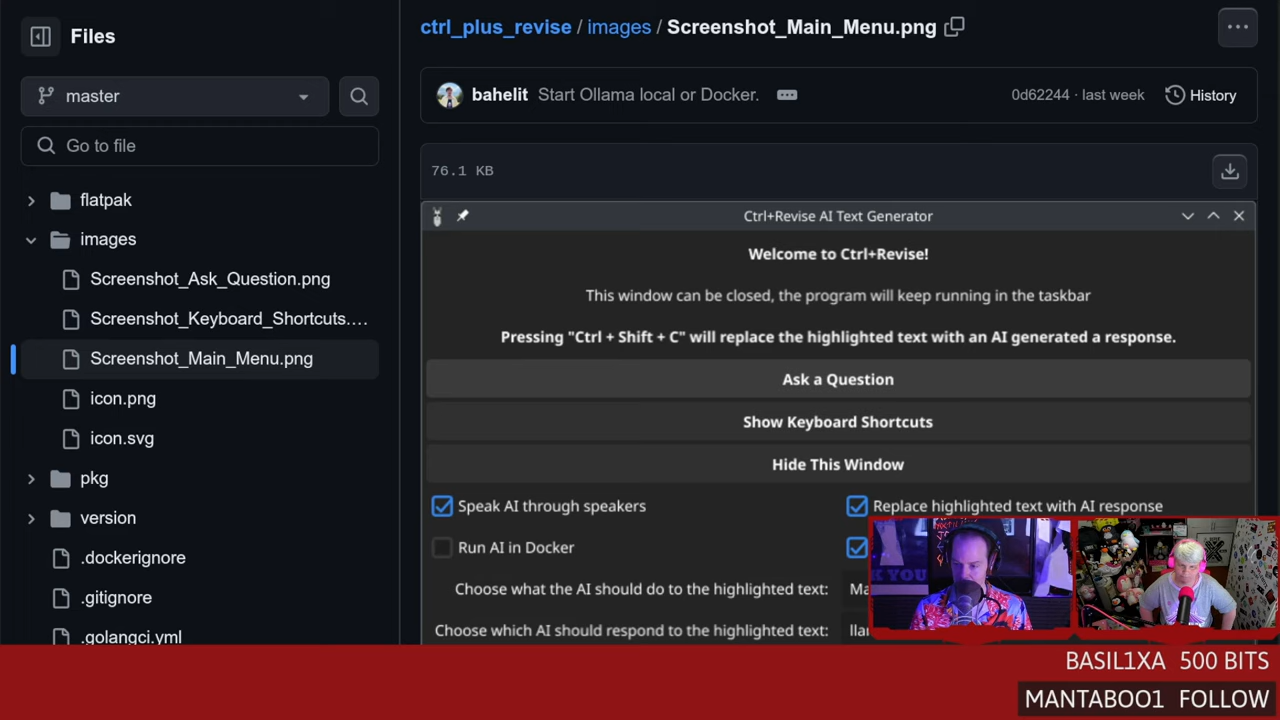 Files
ctrl_plus_revise / images / Screenshot_Main_Menu.png
master
bahelit Start Ollama local or Docker. 0d62244 · last week History
Go to file
76.1 KB
flatpak
images
Screenshot_Ask_Question.png
Screenshot_Keyboard_Shortcuts....
Screenshot_Main_Menu.png
icon.png
icon.svg
pkg
version
.dockerignore
.gitignore
.golangci.yml
Ctrl+Revise AI Text Generator
Welcome to Ctrl+Revise!
This window can be closed, the program will keep running in the taskbar
Pressing "Ctrl + Shift + C" will replace the highlighted text with an AI generated a response.
Ask a Question
Show Keyboard Shortcuts
Hide This Window
Speak AI through speakers
Replace highlighted text with AI response
Run AI in Docker
Choose what the AI should do to the highlighted text:
Choose which AI should respond to the highlighted text:
BASIL1XA 500 BITS
MANTABOO1 FOLLOW